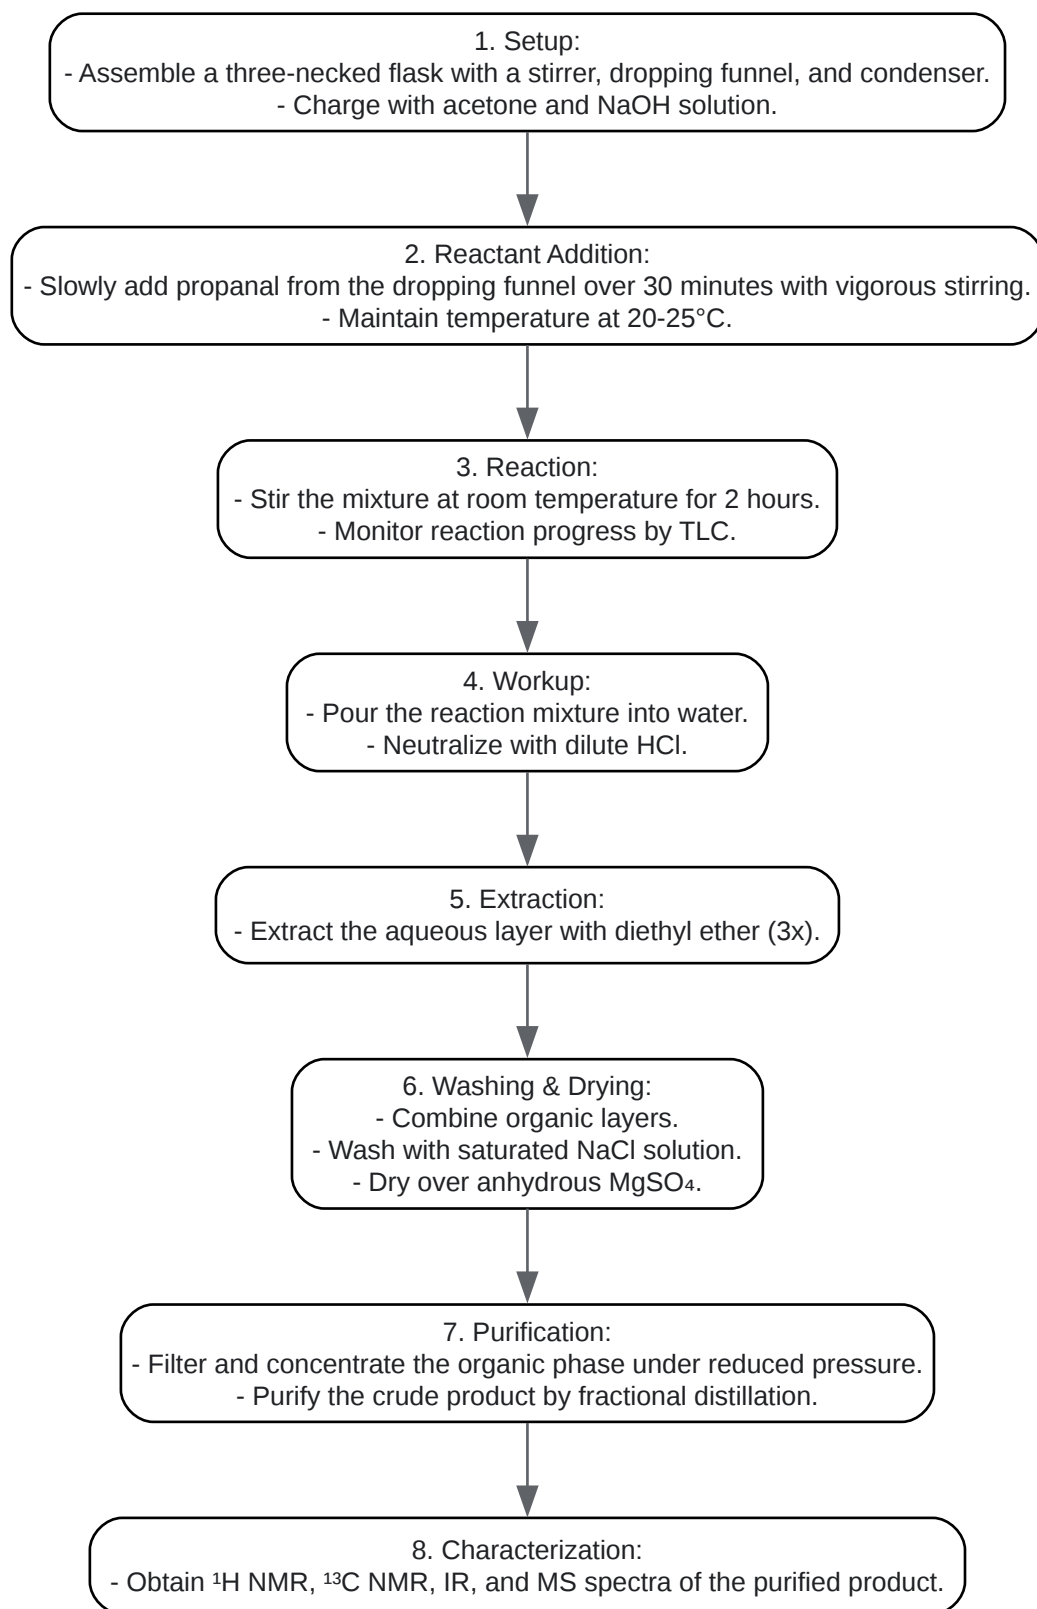 1. Setup:
- Assemble a three-necked flask with a stirrer, dropping funnel, and condenser.
- Charge with acetone and NaOH solution.
2. Reactant Addition:
- Slowly add propanal from the dropping funnel over 30 minutes with vigorous stirring.
- Maintain temperature at 20-25°C.
3. Reaction:
- Stir the mixture at room temperature for 2 hours.
- Monitor reaction progress by TLC.
4. Workup:
- Pour the reaction mixture into water.
- Neutralize with dilute HCl.
5. Extraction:
- Extract the aqueous layer with diethyl ether (3x).
6. Washing & Drying:
- Combine organic layers.
- Wash with saturated NaCl solution.
- Dry over anhydrous MgSO₄.
7. Purification:
- Filter and concentrate the organic phase under reduced pressure.
- Purify the crude product by fractional distillation.
8. Characterization:
- Obtain ¹H NMR, ¹³C NMR, IR, and MS spectra of the purified product.